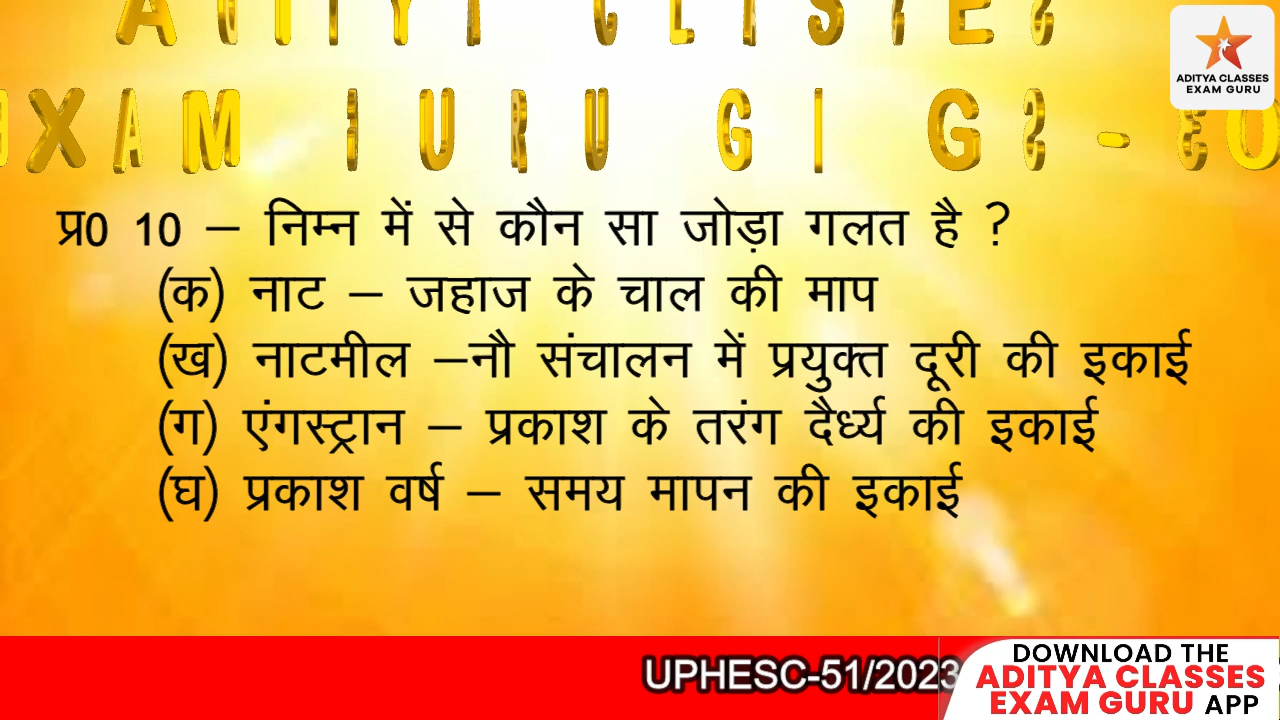 ADITYA CLASSES
EXAM GURU
प्र0 10 – निम्न में से कौन सा जोड़ा गलत है ?
(क) नाट – जहाज के चाल की माप
(ख) नाटमील –नौ संचालन में प्रयुक्त दूरी की इकाई
(ग) एंगस्ट्रान – प्रकाश के तरंग दैर्ध्य की इकाई
(घ) प्रकाश वर्ष – समय मापन की इकाई
UPHESC-51/2023
DOWNLOAD THE
ADITYA CLASSES
EXAM GURU APP